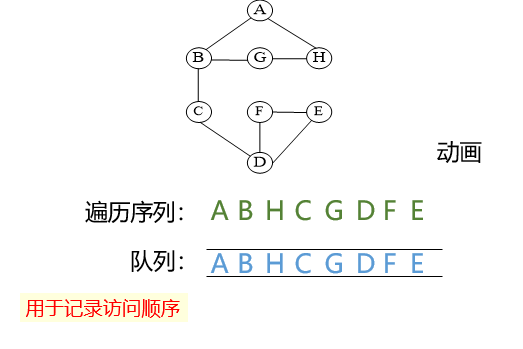 A
B G H
C F E
D
动画
遍历序列： A B H C G D F E
队列： A B H C G D F E
用于记录访问顺序